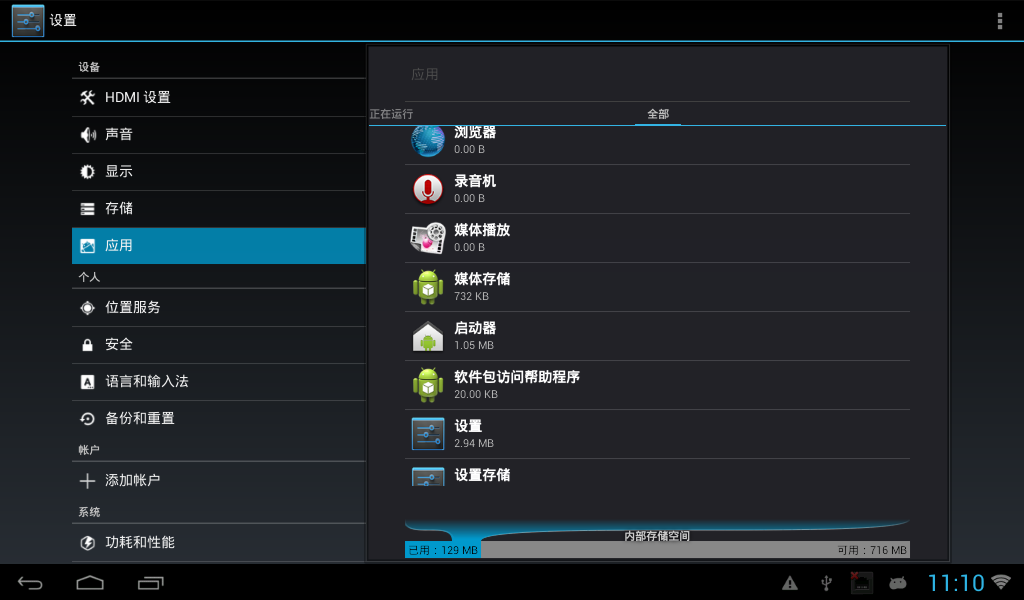 设置
设备
HDMI 设置
声音
显示
存储
应用
个人
位置服务
安全
语言和输入法
备份和重置
帐户
添加帐户
系统
功耗和性能
应用
正在运行
全部
浏览器
0.00 B
录音机
0.00 B
媒体播放
0.00 B
媒体存储
732 KB
启动器
1.05 MB
软件包访问帮助程序
20.00 KB
设置
2.94 MB
设置存储
内部存储空间
已用：129 MB
可用：716 MB
11:10